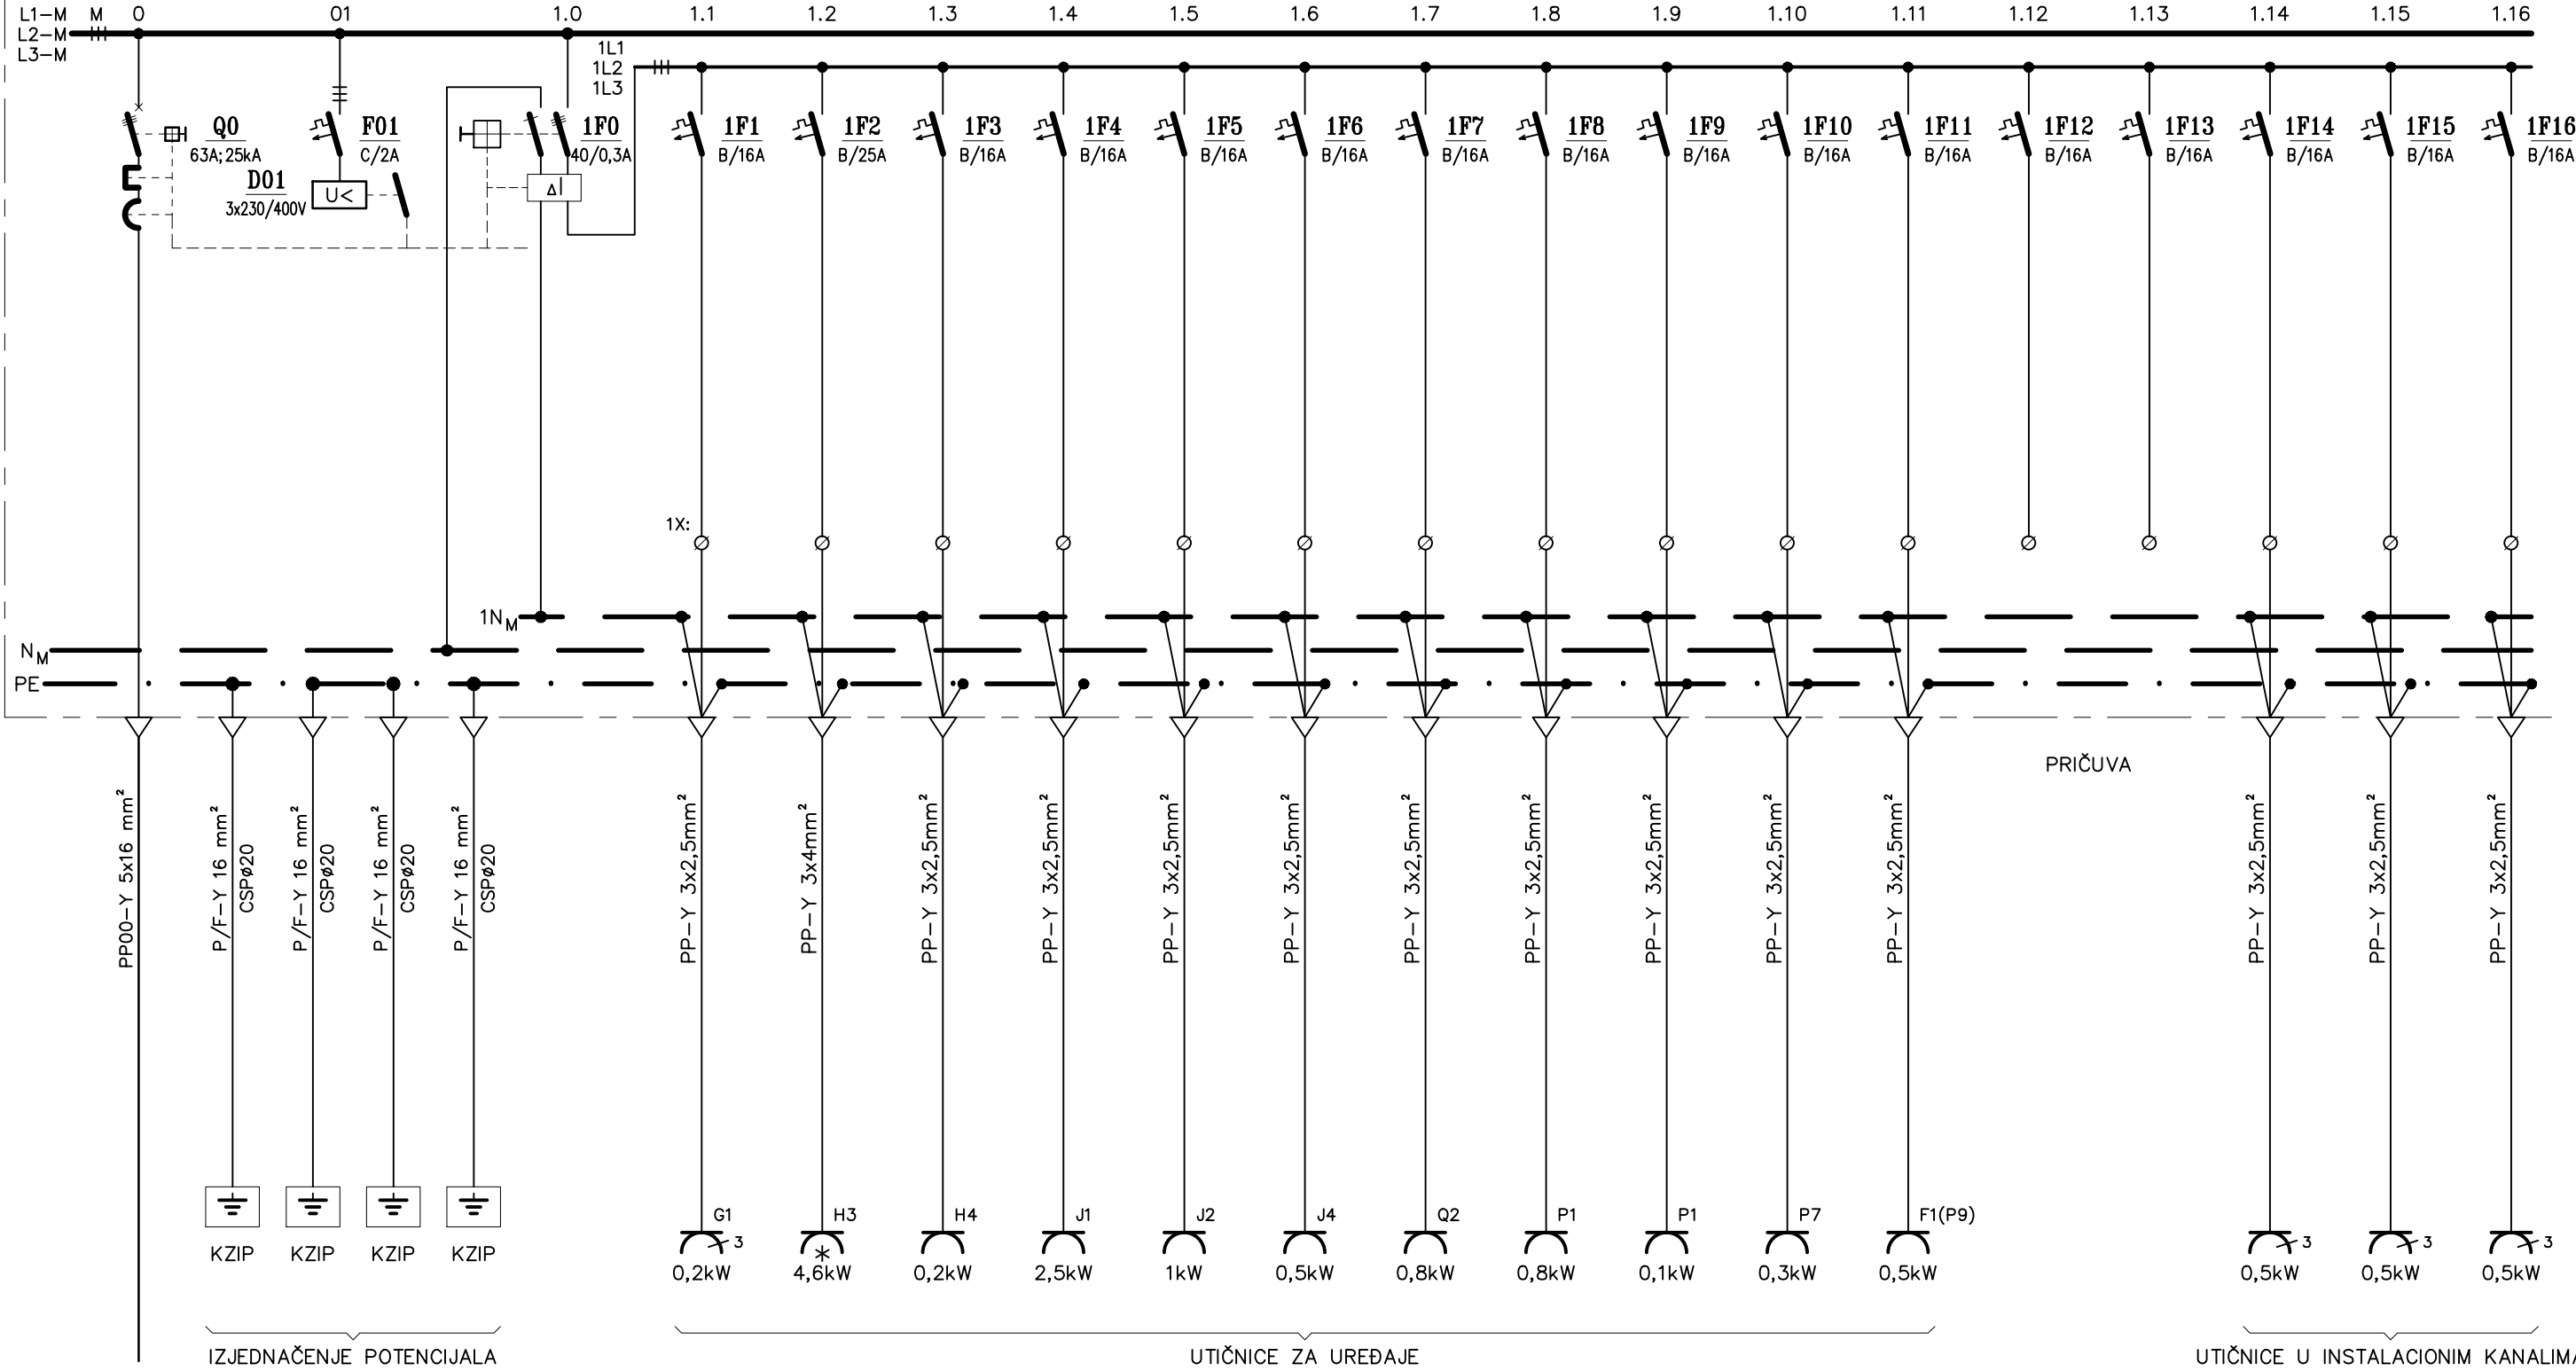 L1-M M 0 01 1.0 1.1 1.2 1.3 1.4 1.5 1.6 1.7 1.8 1.9 1.10 1.11 1.12 1.13 1.14 1.15 1.16
L2-M
L3-M
1L1
1L2
1L3
Q0 F01 1F0 1F1 1F2 1F3 1F4 1F5 1F6 1F7 1F8 1F9 1F10 1F11 1F12 1F13 1F14 1F15 1F16
63A;25kA C/2A 40/0,3A B/16A B/25A B/16A B/16A B/16A B/16A B/16A B/16A B/16A B/16A B/16A B/16A B/16A B/16A B/16A B/16A
D01
3x230/400V
U<
ΔI
1X:
1NM
NM
PE
PRIČUVA
PP00-Y 5x16 mm²
P/F-Y 16 mm²
CSPø20
P/F-Y 16 mm²
CSPø20
P/F-Y 16 mm²
CSPø20
P/F-Y 16 mm²
CSPø20
PP-Y 3x2,5mm²
PP-Y 3x4mm²
PP-Y 3x2,5mm²
PP-Y 3x2,5mm²
PP-Y 3x2,5mm²
PP-Y 3x2,5mm²
PP-Y 3x2,5mm²
PP-Y 3x2,5mm²
PP-Y 3x2,5mm²
PP-Y 3x2,5mm²
PP-Y 3x2,5mm²
PP-Y 3x2,5mm²
PP-Y 3x2,5mm²
PP-Y 3x2,5mm²
G1 H3 H4 J1 J2 J4 Q2 P1 P1 P7 F1(P9)
3 3 3 3
KZIP KZIP KZIP KZIP
*
0,2kW 4,6kW 0,2kW 2,5kW 1kW 0,5kW 0,8kW 0,8kW 0,1kW 0,3kW 0,5kW 0,5kW 0,5kW 0,5kW
IZJEDNAČENJE POTENCIJALA UTIČNICE ZA UREĐAJE UTIČNICE U INSTALACIONIM KANALIMA